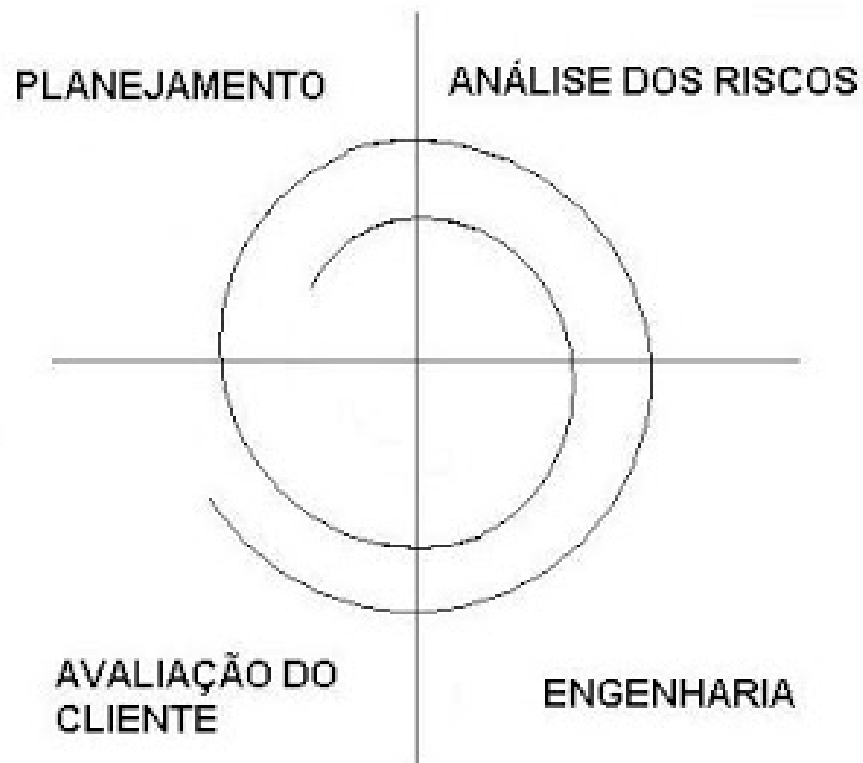 PLANEJAMENTO
ANÁLISE DOS RISCOS
AVALIAÇÃO DO
CLIENTE
ENGENHARIA